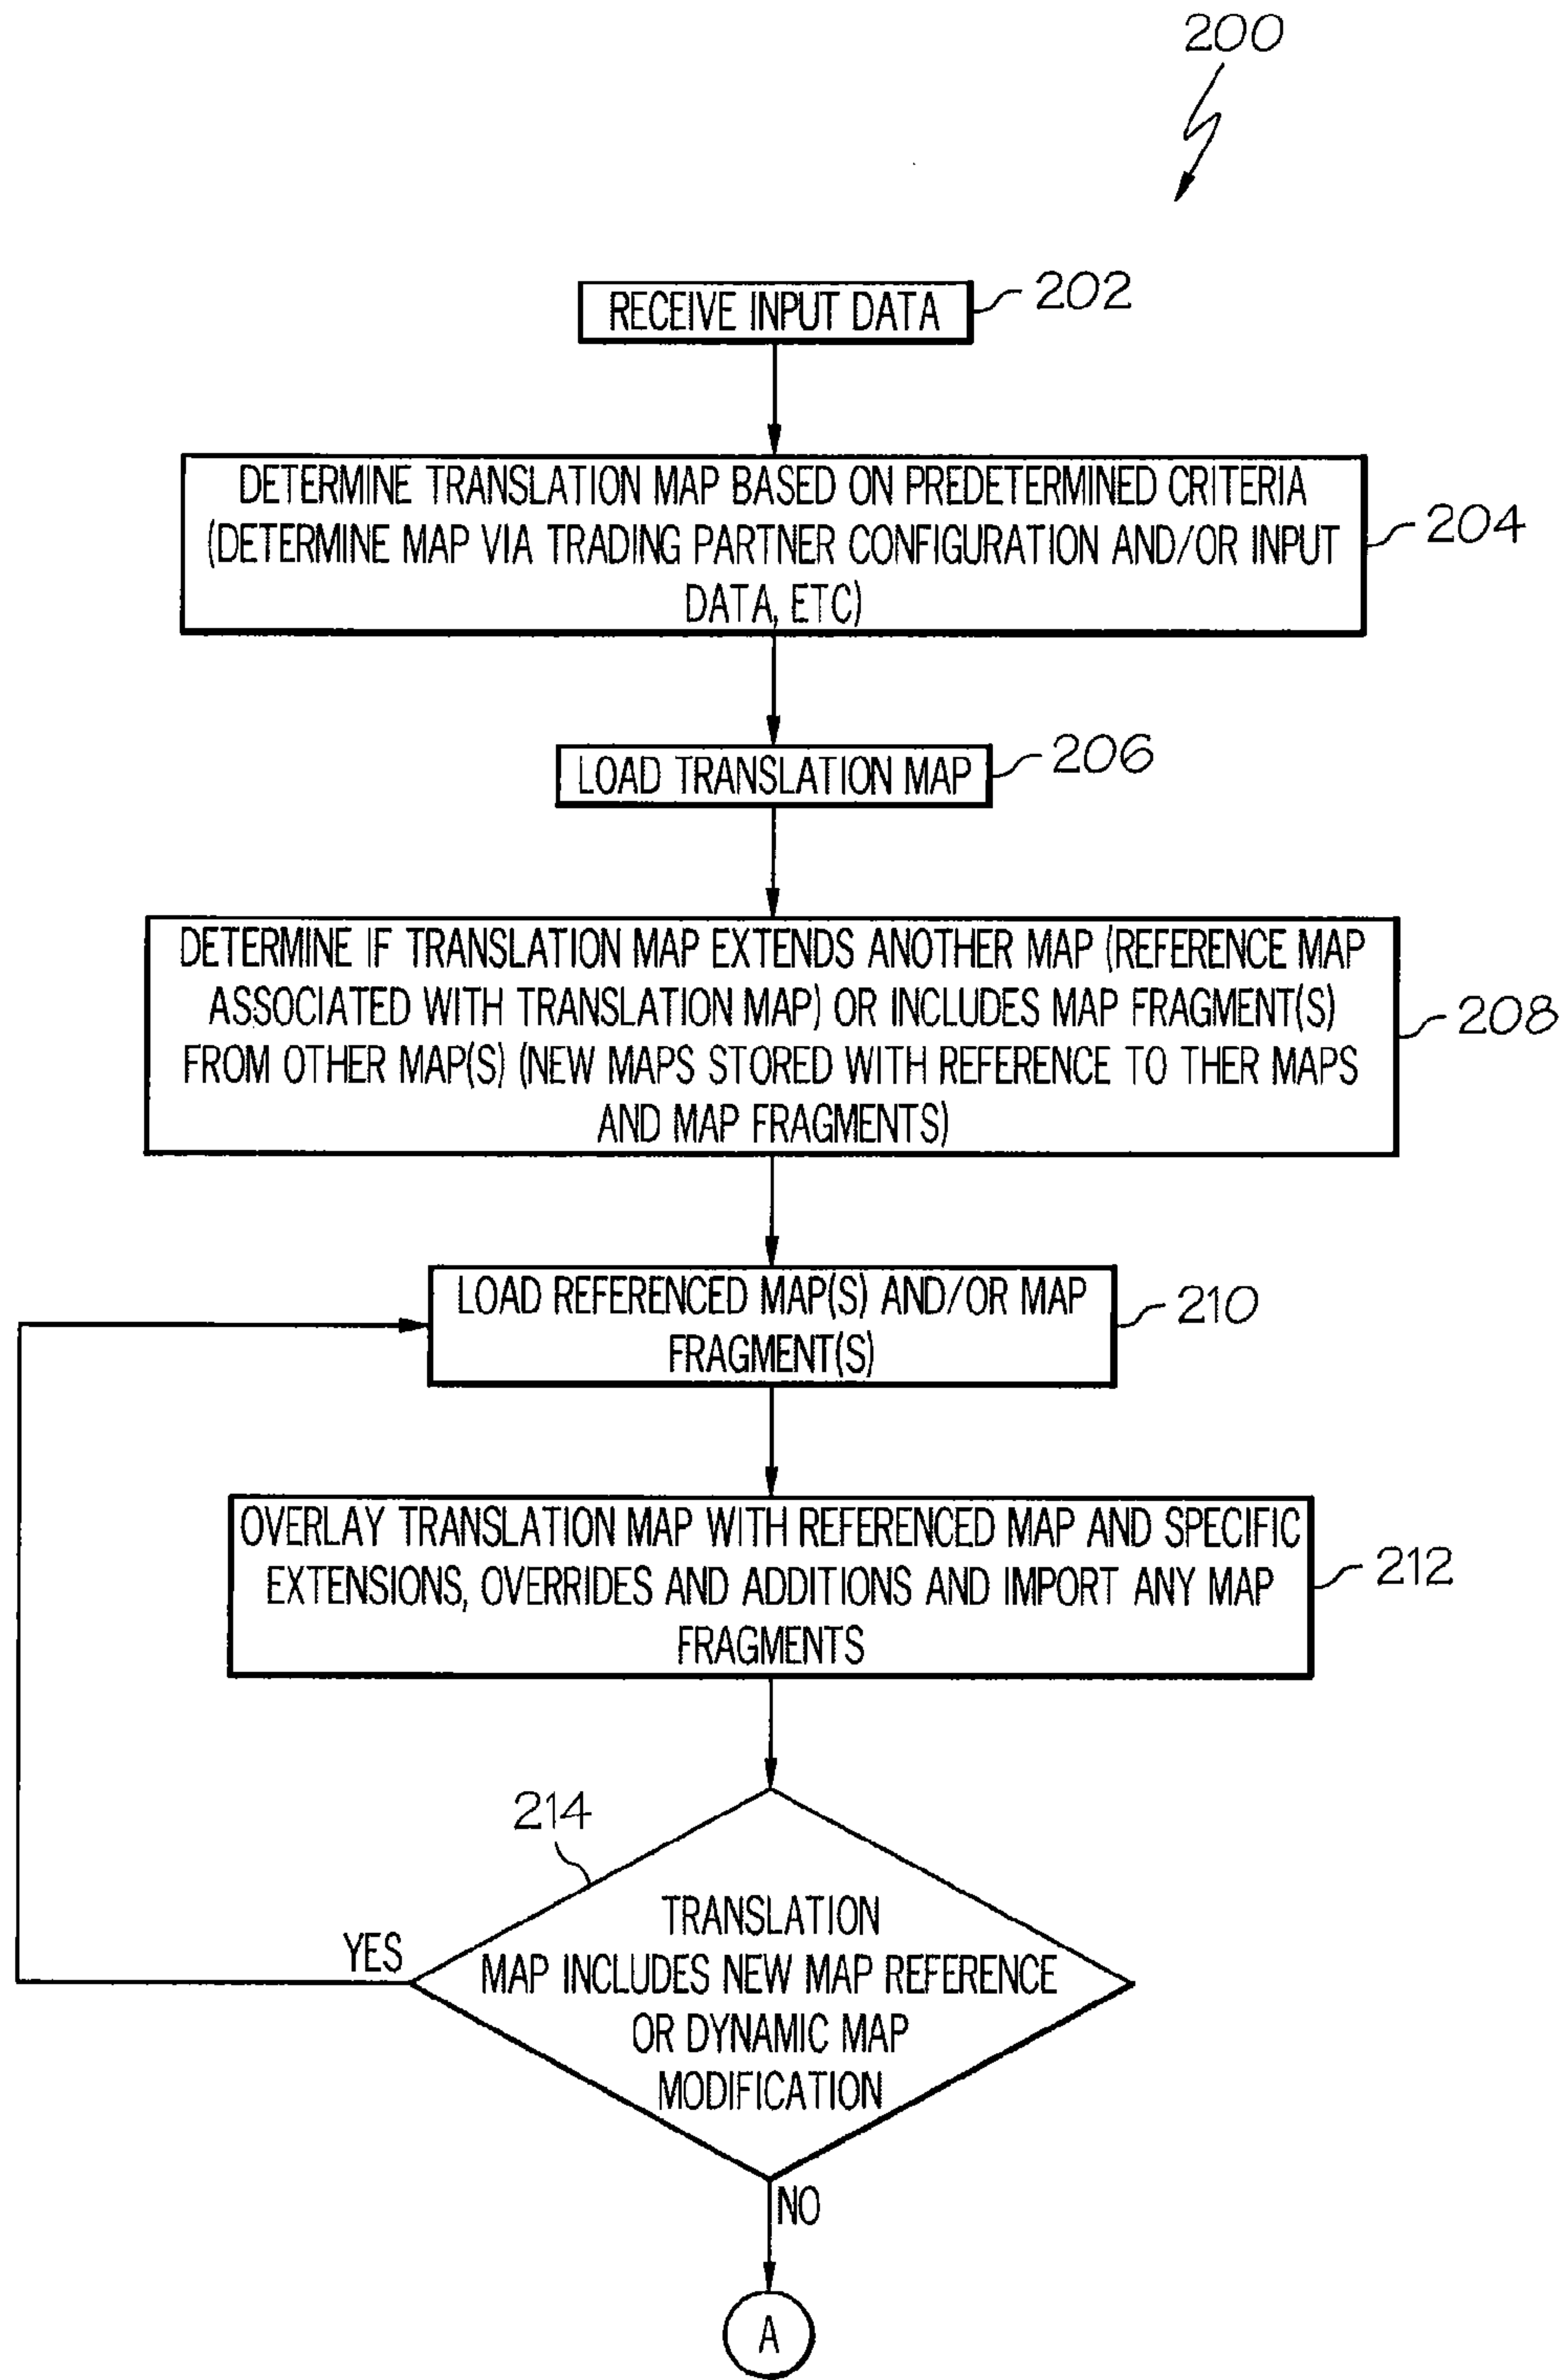 200
RECEIVE INPUT DATA
202
DETERMINE TRANSLATION MAP BASED ON PREDETERMINED CRITERIA
(DETERMINE MAP VIA TRADING PARTNER CONFIGURATION AND/OR INPUT
DATA, ETC)
204
LOAD TRANSLATION MAP
206
DETERMINE IF TRANSLATION MAP EXTENDS ANOTHER MAP (REFERENCE MAP
ASSOCIATED WITH TRANSLATION MAP) OR INCLUDES MAP FRAGMENT(S)
FROM OTHER MAP(S) (NEW MAPS STORED WITH REFERENCE TO THER MAPS
AND MAP FRAGMENTS)
208
LOAD REFERENCED MAP(S) AND/OR MAP
FRAGMENT(S)
210
OVERLAY TRANSLATION MAP WITH REFERENCED MAP AND SPECIFIC
EXTENSIONS, OVERRIDES AND ADDITIONS AND IMPORT ANY MAP
FRAGMENTS
212
214
TRANSLATION
MAP INCLUDES NEW MAP REFERENCE
OR DYNAMIC MAP
MODIFICATION
YES
NO
A